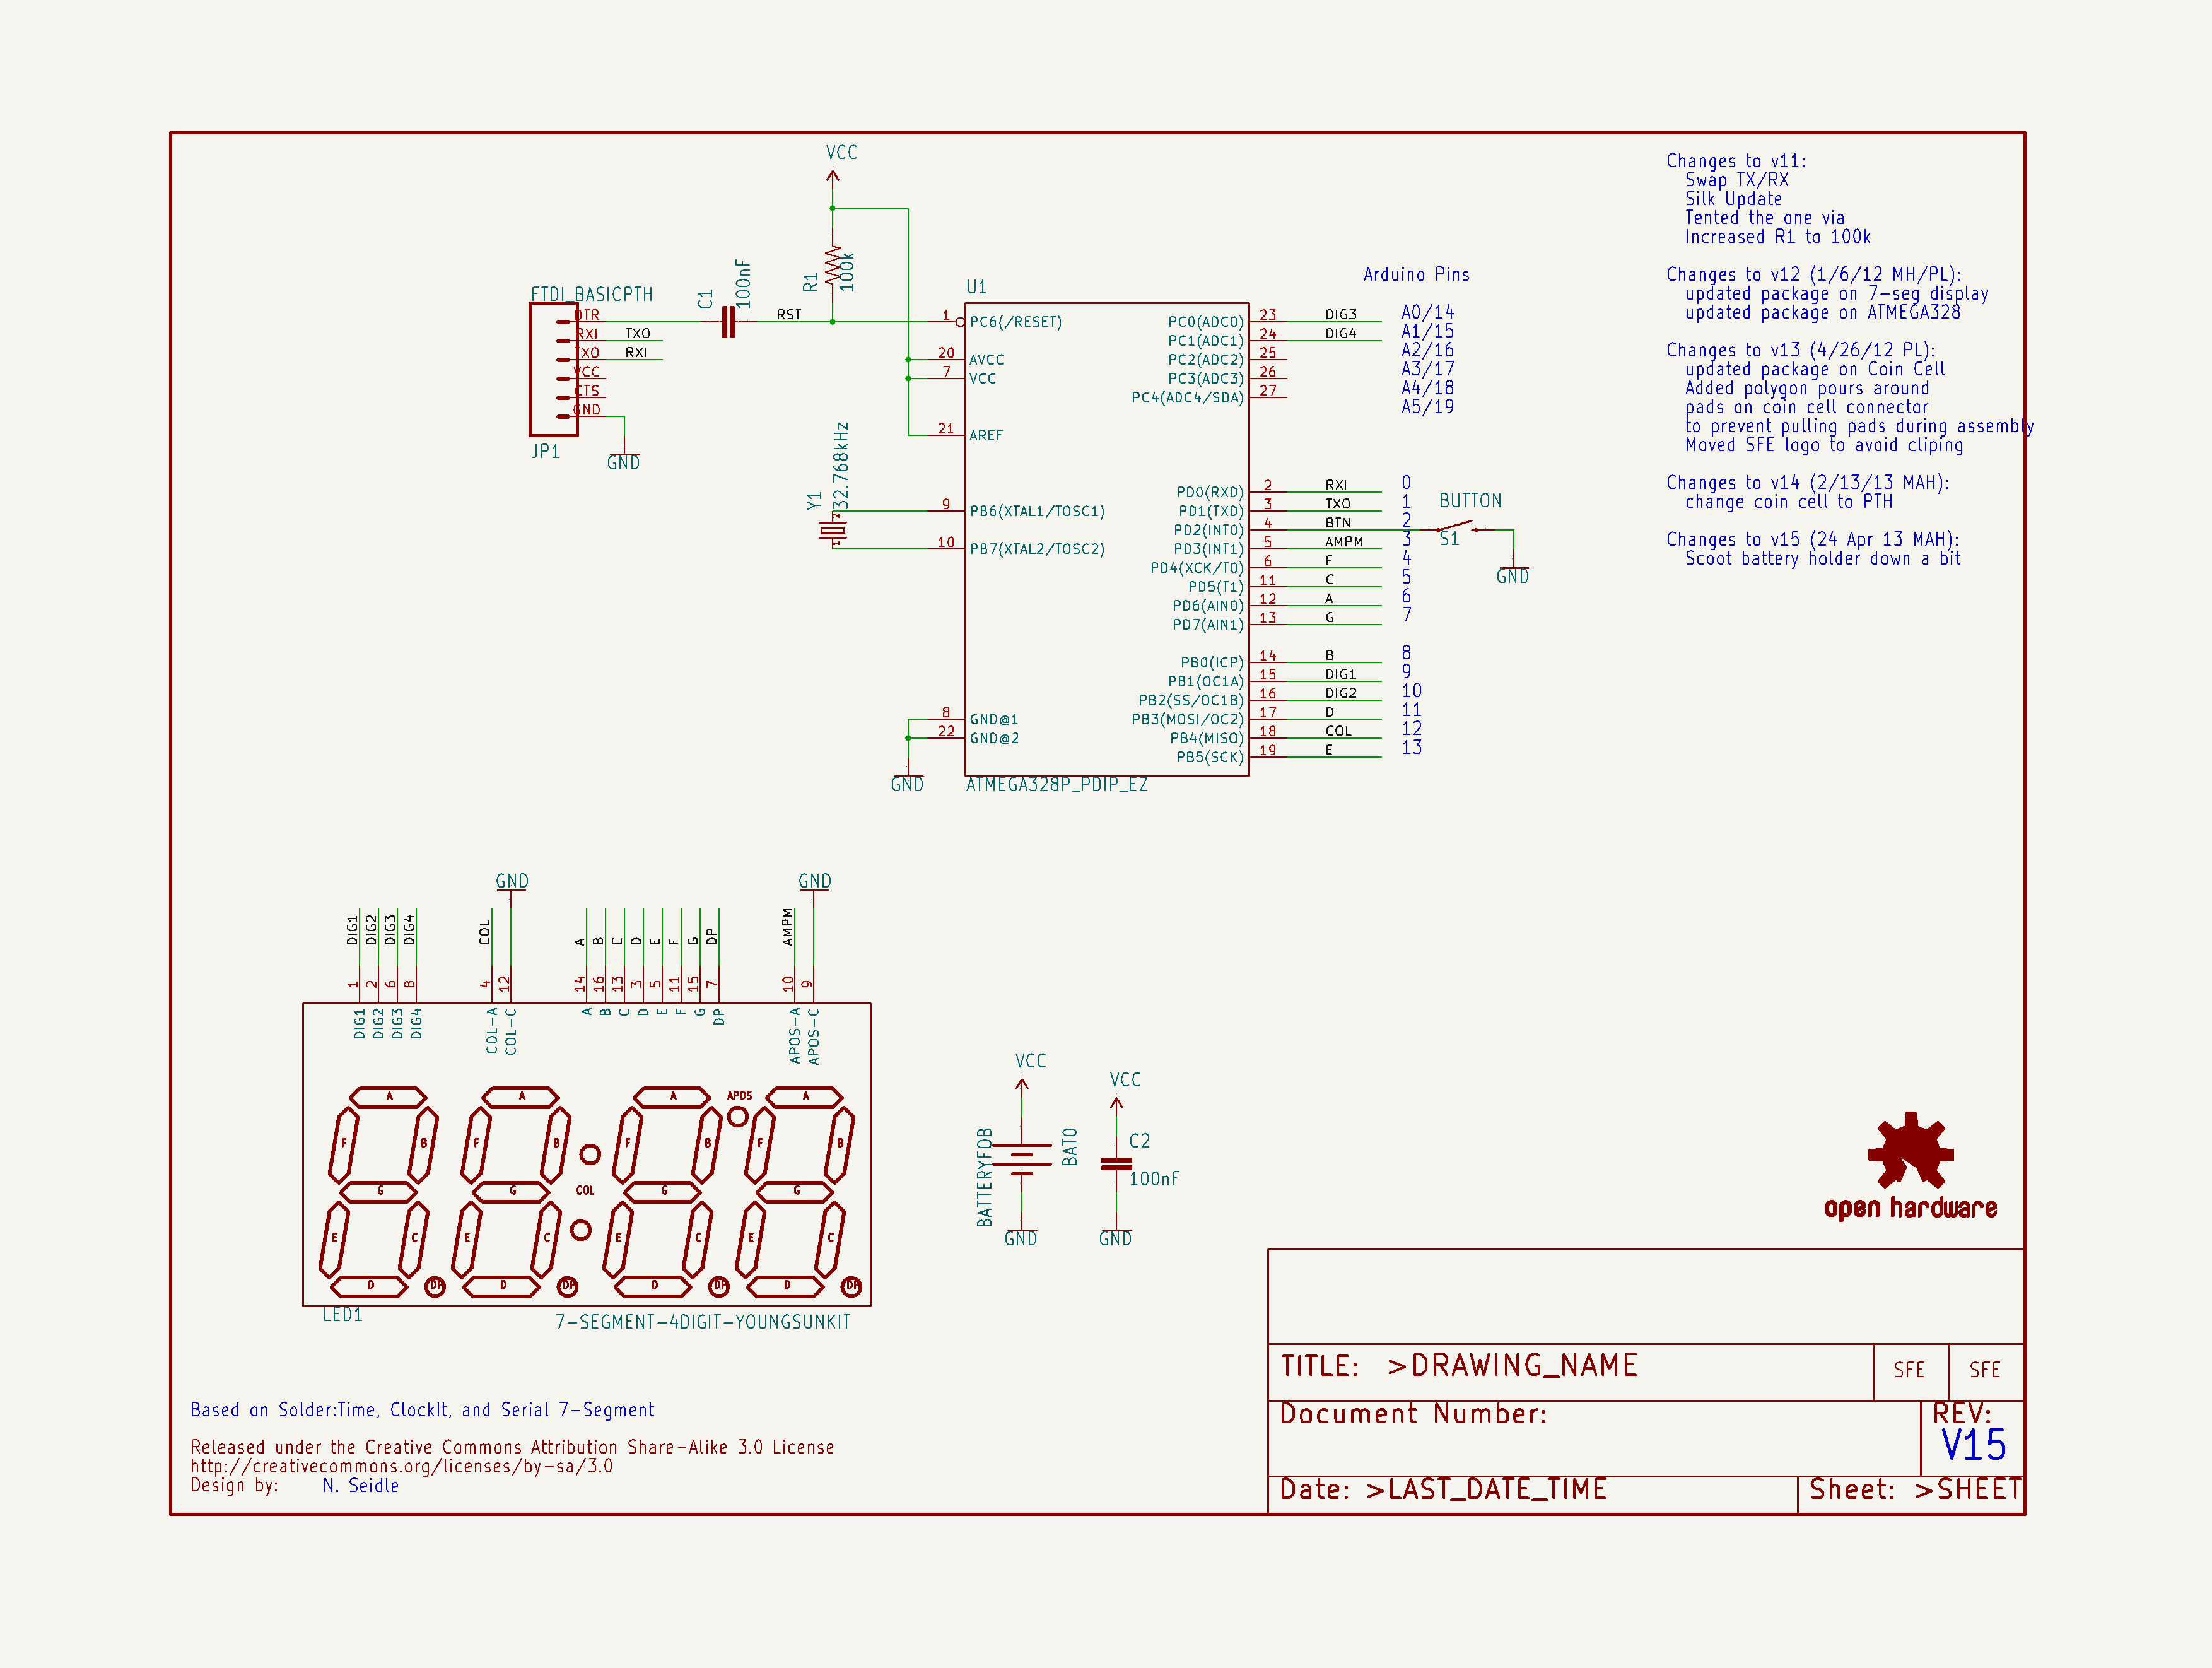 VCC
Changes to v11:
Swap TX/RX
Silk Update
Tented the one via
Increased R1 to 100k
Changes to v12 (1/6/12 MH/PL):
updated package on 7-seg display
updated package on ATMEGA328
Changes to v13 (4/26/12 PL):
updated package on Coin Cell
Added polygon pours around
pads on coin cell connector
to prevent pulling pads during assembly
Moved SFE logo to avoid cliping
Changes to v14 (2/13/13 MAH):
change coin cell to PTH
Changes to v15 (24 Apr 13 MAH):
Scoot battery holder down a bit
R1
100k
C1
100nF
RST
FTDI_BASICPTH
DTR
RXI TXO
TXO RXI
VCC
CTS
GND
JP1
GND
Y1
32.768kHz
2
1
U1
1 PC6(/RESET)
20 AVCC
7 VCC
21 AREF
9 PB6(XTAL1/TOSC1)
10 PB7(XTAL2/TOSC2)
8 GND@1
22 GND@2
GND
ATMEGA328P_PDIP_EZ
Arduino Pins
PC0(ADC0) 23 DIG3 A0/14
PC1(ADC1) 24 DIG4 A1/15
PC2(ADC2) 25 A2/16
PC3(ADC3) 26 A3/17
PC4(ADC4/SDA) 27 A4/18
A5/19
PD0(RXD) 2 RXI 0
PD1(TXD) 3 TXO 1
PD2(INT0) 4 BTN 2
PD3(INT1) 5 AMPM 3
PD4(XCK/T0) 6 F 4
PD5(T1) 11 C 5
PD6(AIN0) 12 A 6
PD7(AIN1) 13 G 7
PB0(ICP) 14 B 8
PB1(OC1A) 15 DIG1 9
PB2(SS/OC1B) 16 DIG2 10
PB3(MOSI/OC2) 17 D 11
PB4(MISO) 18 COL 12
PB5(SCK) 19 E 13
BUTTON
S1
GND
GND GND
DIG1 DIG2 DIG3 DIG4 COL A B C D E F G DP AMPM
1 2 6 8 4 12 14 16 13 3 5 11 15 7 10 9
DIG1 DIG2 DIG3 DIG4 COL-A COL-C A B C D E F G DP APOS-A APOS-C
A A A APOS A
F B F B F B F B
G G COL G G
E C E C E C E C
D DP D DP D DP D DP
LED1
7-SEGMENT-4DIGIT-YOUNGSUNKIT
VCC
BATTERYFOB
BAT0
GND
VCC
C2
100nF
GND
open hardware
TITLE: >DRAWING_NAME
SFE SFE
Document Number:
REV:
V15
Date: >LAST_DATE_TIME
Sheet: >SHEET
Based on Solder:Time, ClockIt, and Serial 7-Segment
Released under the Creative Commons Attribution Share-Alike 3.0 License
http://creativecommons.org/licenses/by-sa/3.0
Design by: N. Seidle